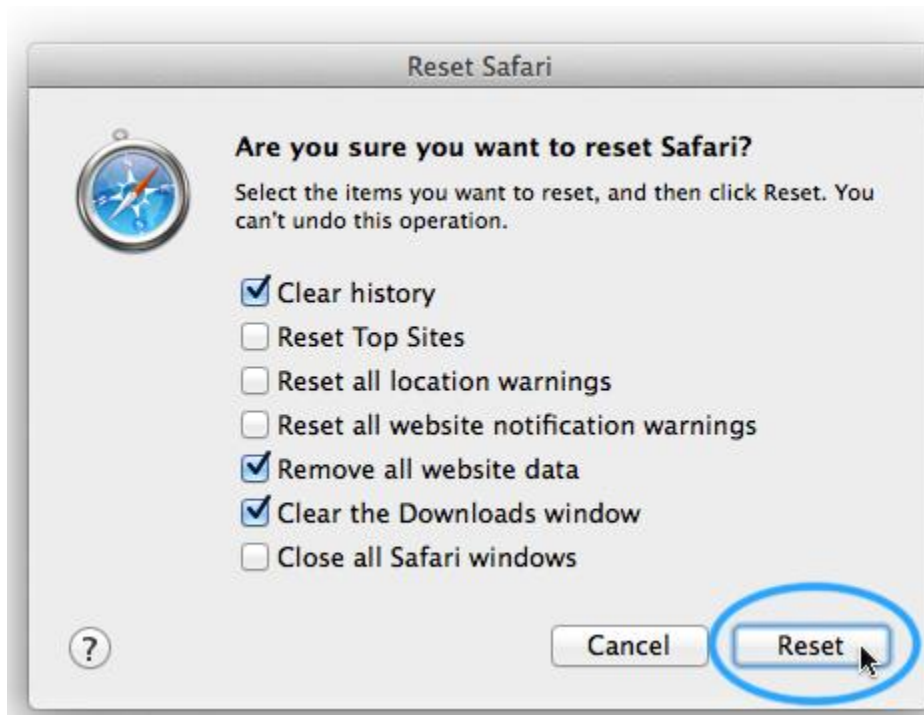 Reset Safari
Are you sure you want to reset Safari?
Select the items you want to reset, and then click Reset. You
can't undo this operation.
Clear history
Reset Top Sites
Reset all location warnings
Reset all website notification warnings
Remove all website data
Clear the Downloads window
Close all Safari windows
?
Cancel
Reset